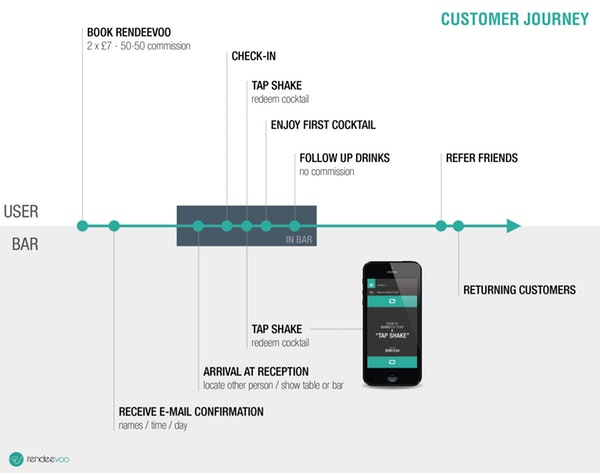 CUSTOMER JOURNEY
BOOK RENDEEVOO
2 x £7 - 50-50 commission
CHECK-IN
TAP SHAKE
redeem cocktail
ENJOY FIRST COCKTAIL
FOLLOW UP DRINKS
no commission
REFER FRIENDS
USER
BAR
IN BAR
RETURNING CUSTOMERS
TAP SHAKE
redeem cocktail
"TAP SHAKE"
ARRIVAL AT RECEPTION
locate other person / show table or bar
RECEIVE E-MAIL CONFIRMATION
names / time / day
rendeevoo